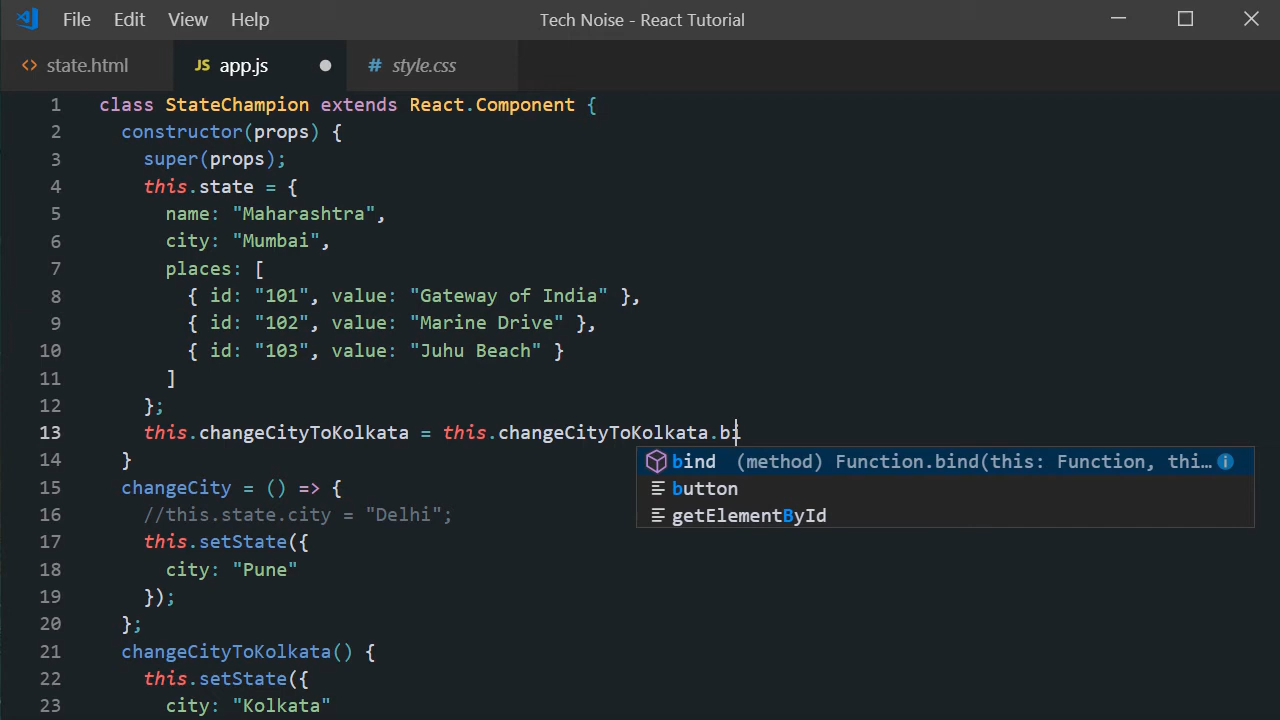 File Edit View Help Tech Noise - React Tutorial
<> state.html JS app.js # style.css
1 class StateChampion extends React.Component {
2 constructor(props) {
3 super(props);
4 this.state = {
5 name: "Maharashtra",
6 city: "Mumbai",
7 places: [
8 { id: "101", value: "Gateway of India" },
9 { id: "102", value: "Marine Drive" },
10 { id: "103", value: "Juhu Beach" }
11 ]
12 };
13 this.changeCityToKolkata = this.changeCityToKolkata.bi
bind (method) Function.bind(this: Function, thi...
14 }
15 changeCity = () => {
button
16 //this.state.city = "Delhi";
getElementById
17 this.setState({
18 city: "Pune"
19 });
20 };
21 changeCityToKolkata() {
22 this.setState({
23 city: "Kolkata"